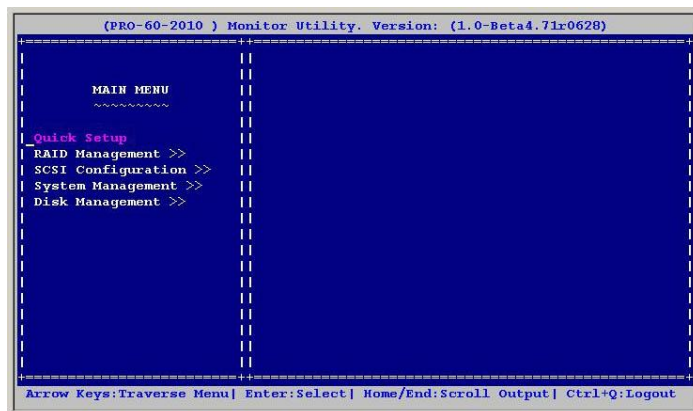 (PRO-60-2010 ) Monitor Utility. Version: (1.0-Beta4.71r0628)
MAIN MENU
~~~~~~~~~
Quick Setup
RAID Management >>
SCSI Configuration >>
System Management >>
Disk Management >>
Arrow Keys:Traverse Menu| Enter:Select| Home/End:Scroll Output| Ctrl+Q:Logout